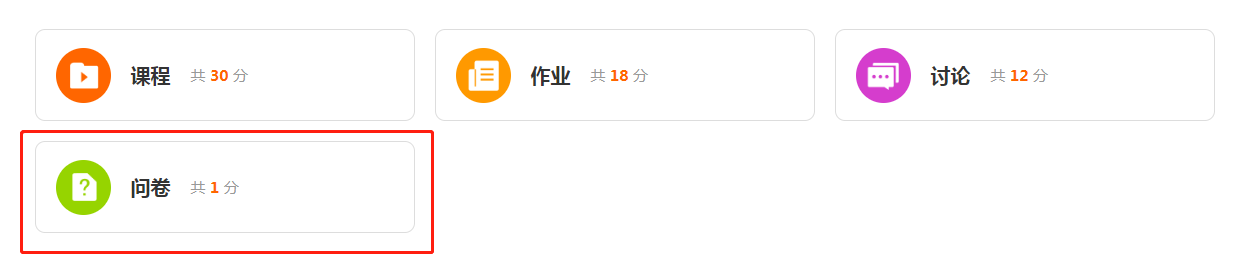 课程 共 30 分
作业 共 18 分
讨论 共 12 分
问卷 共 1 分